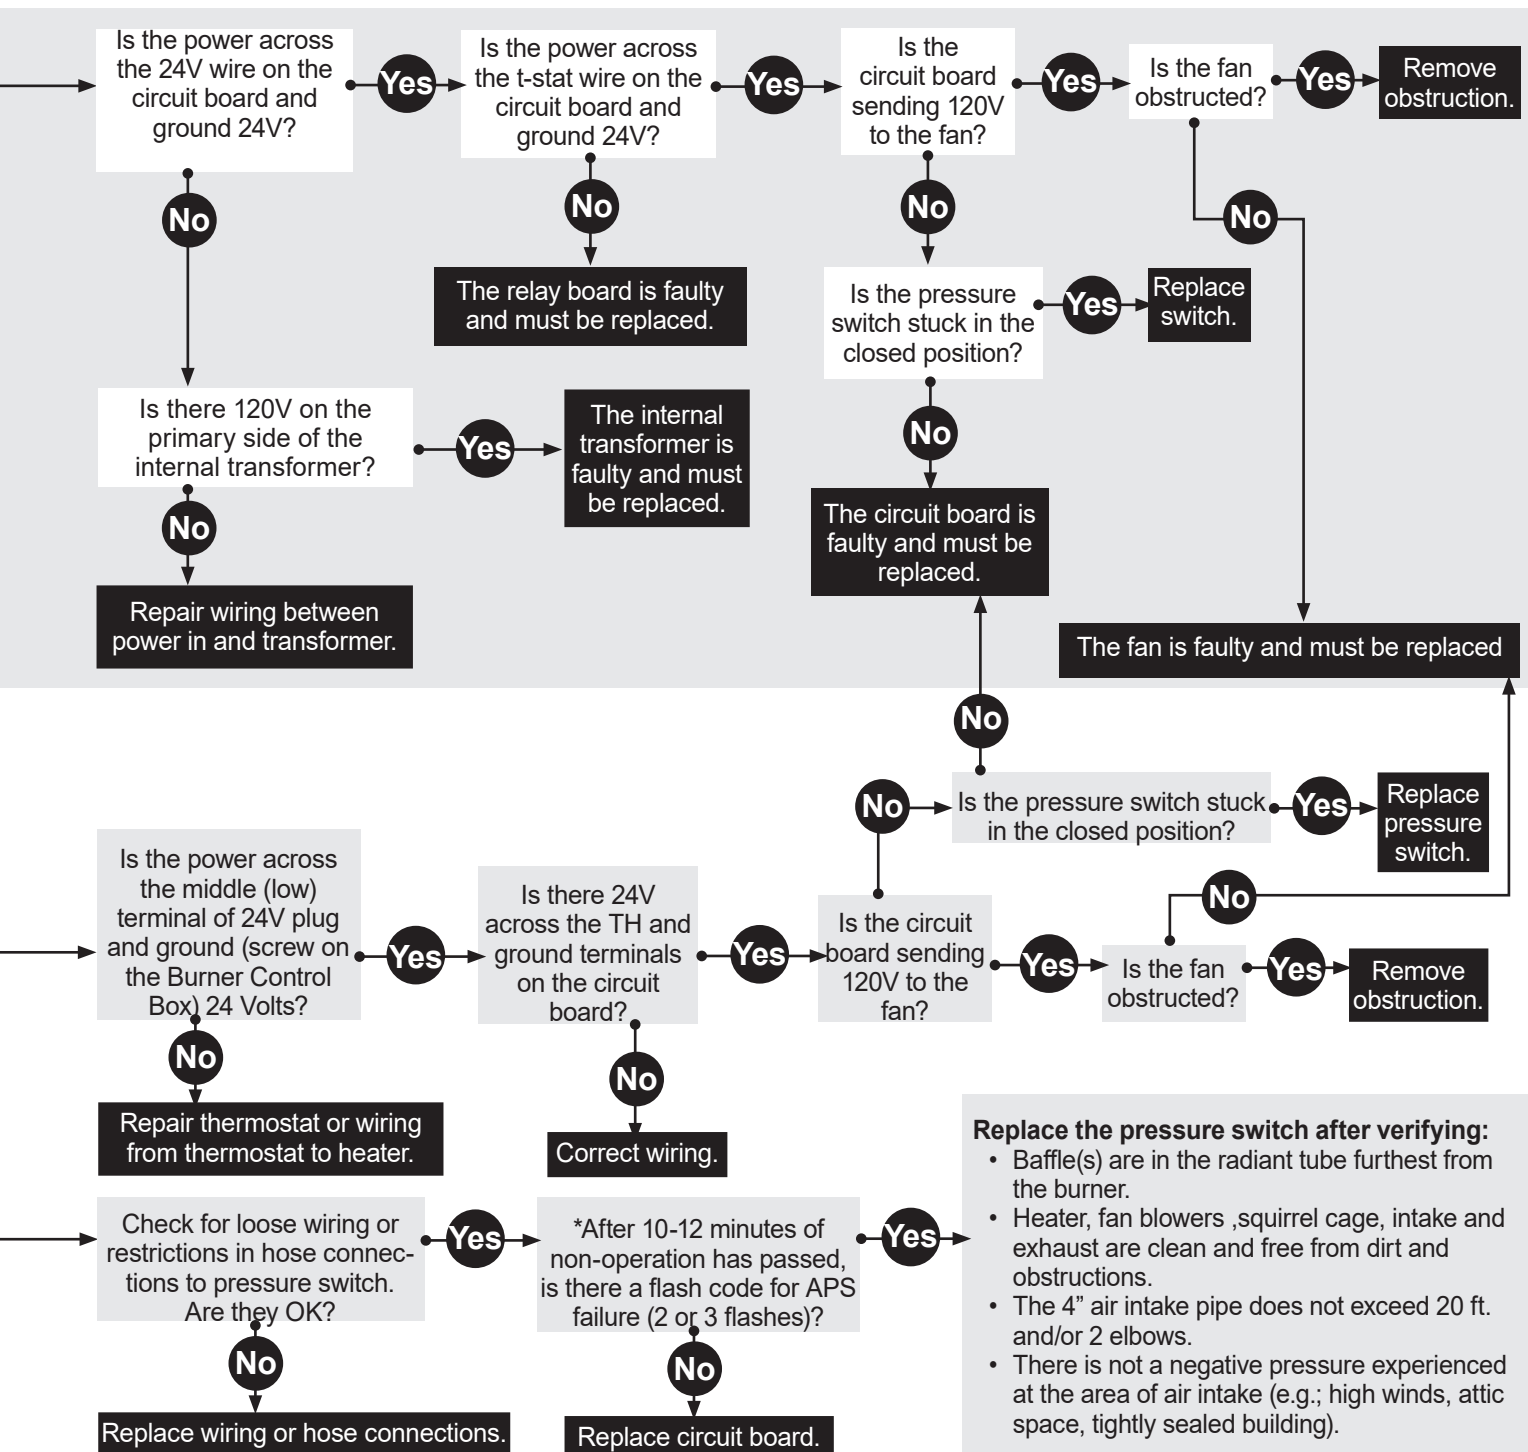 Is the power across
the 24V wire on the
circuit board and
ground 24V?
Yes
Is the power across
the t-stat wire on the
circuit board and
ground 24V?
Yes
Is the
circuit board
sending 120V
to the fan?
Yes
Is the fan
obstructed?
Yes
Remove
obstruction.
No
No
No
No
The relay board is faulty
and must be replaced.
Is the pressure
switch stuck in the
closed position?
Yes
Replace
switch.
Is there 120V on the
primary side of the
internal transformer?
Yes
The internal
transformer is
faulty and must
be replaced.
No
No
The circuit board is
faulty and must be
replaced.
Repair wiring between
power in and transformer.
The fan is faulty and must be replaced
No
No
Is the pressure switch stuck
in the closed position?
Yes
Replace
pressure
switch.
Is the power across
the middle (low)
terminal of 24V plug
and ground (screw on
the Burner Control
Box) 24 Volts?
Yes
Is there 24V
across the TH and
ground terminals
on the circuit
board?
Yes
Is the circuit
board sending
120V to the
fan?
Yes
Is the fan
obstructed?
No
Yes
Remove
obstruction.
No
No
Repair thermostat or wiring
from thermostat to heater.
Correct wiring.
Check for loose wiring or
restrictions in hose connec-
tions to pressure switch.
Are they OK?
Yes
*After 10-12 minutes of
non-operation has passed,
is there a flash code for APS
failure (2 or 3 flashes)?
Yes
Replace the pressure switch after verifying:
• Baffle(s) are in the radiant tube furthest from
the burner.
• Heater, fan blowers ,squirrel cage, intake and
exhaust are clean and free from dirt and
obstructions.
• The 4” air intake pipe does not exceed 20 ft.
and/or 2 elbows.
• There is not a negative pressure experienced
at the area of air intake (e.g.; high winds, attic
space, tightly sealed building).
No
No
Replace wiring or hose connections.
Replace circuit board.